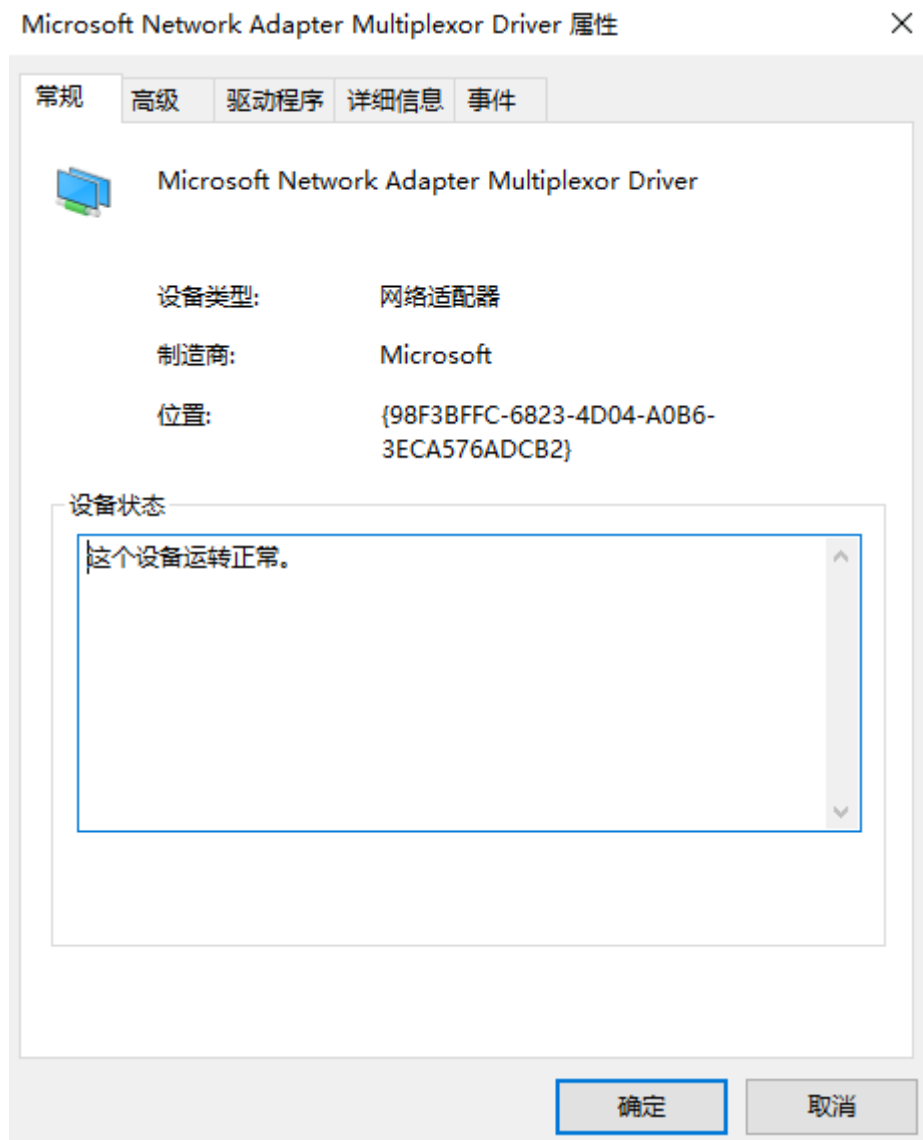 Microsoft Network Adapter Multiplexor Driver 属性
常规 高级 驱动程序 详细信息 事件
Microsoft Network Adapter Multiplexor Driver
设备类型: 网络适配器
制造商: Microsoft
位置: {98F3BFFC-6823-4D04-A0B6-
3ECA576ADCB2}
设备状态
这个设备运转正常。
确定 取消